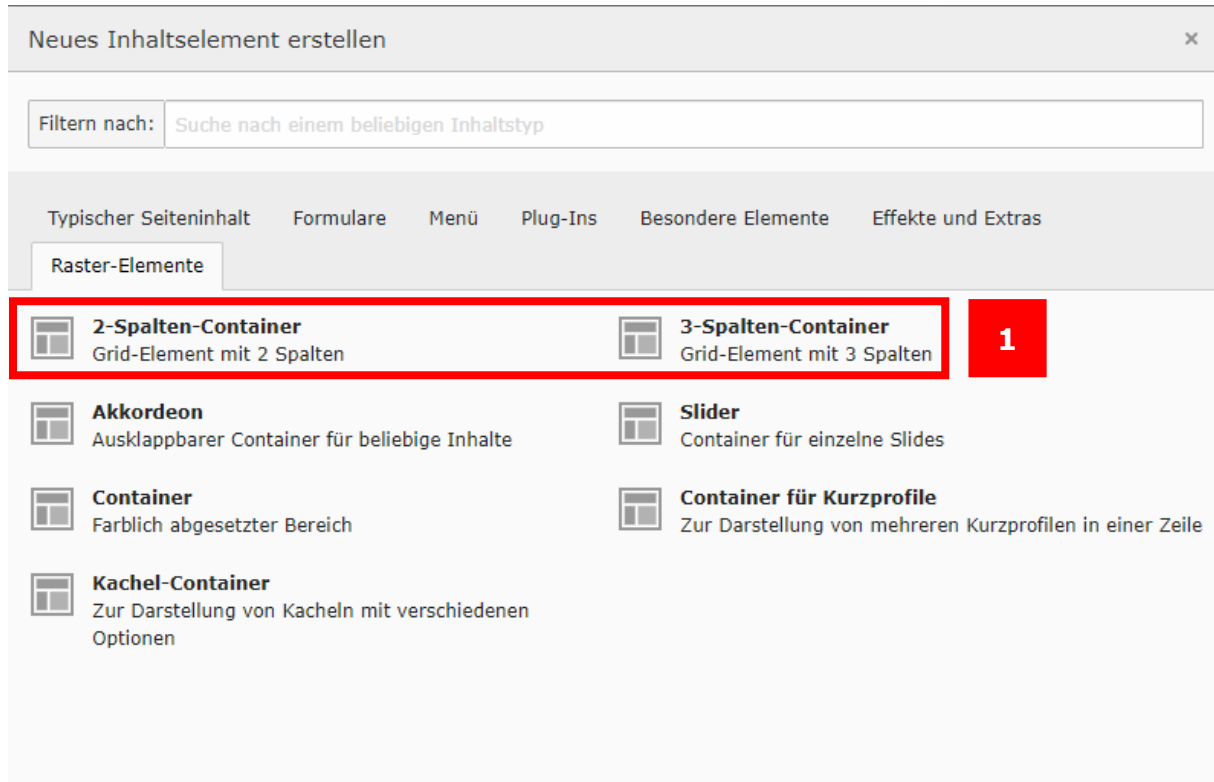 Neues Inhaltselement erstellen ×
Filtern nach: Suche nach einem beliebigen Inhaltstyp
Typischer Seiteninhalt Formulare Menü Plug-Ins Besondere Elemente Effekte und Extras
Raster-Elemente
2-Spalten-Container
Grid-Element mit 2 Spalten
3-Spalten-Container
Grid-Element mit 3 Spalten
1
Akkordeon
Ausklappbarer Container für beliebige Inhalte
Slider
Container für einzelne Slides
Container
Farblich abgesetzter Bereich
Container für Kurzprofile
Zur Darstellung von mehreren Kurzprofilen in einer Zeile
Kachel-Container
Zur Darstellung von Kacheln mit verschiedenen
Optionen